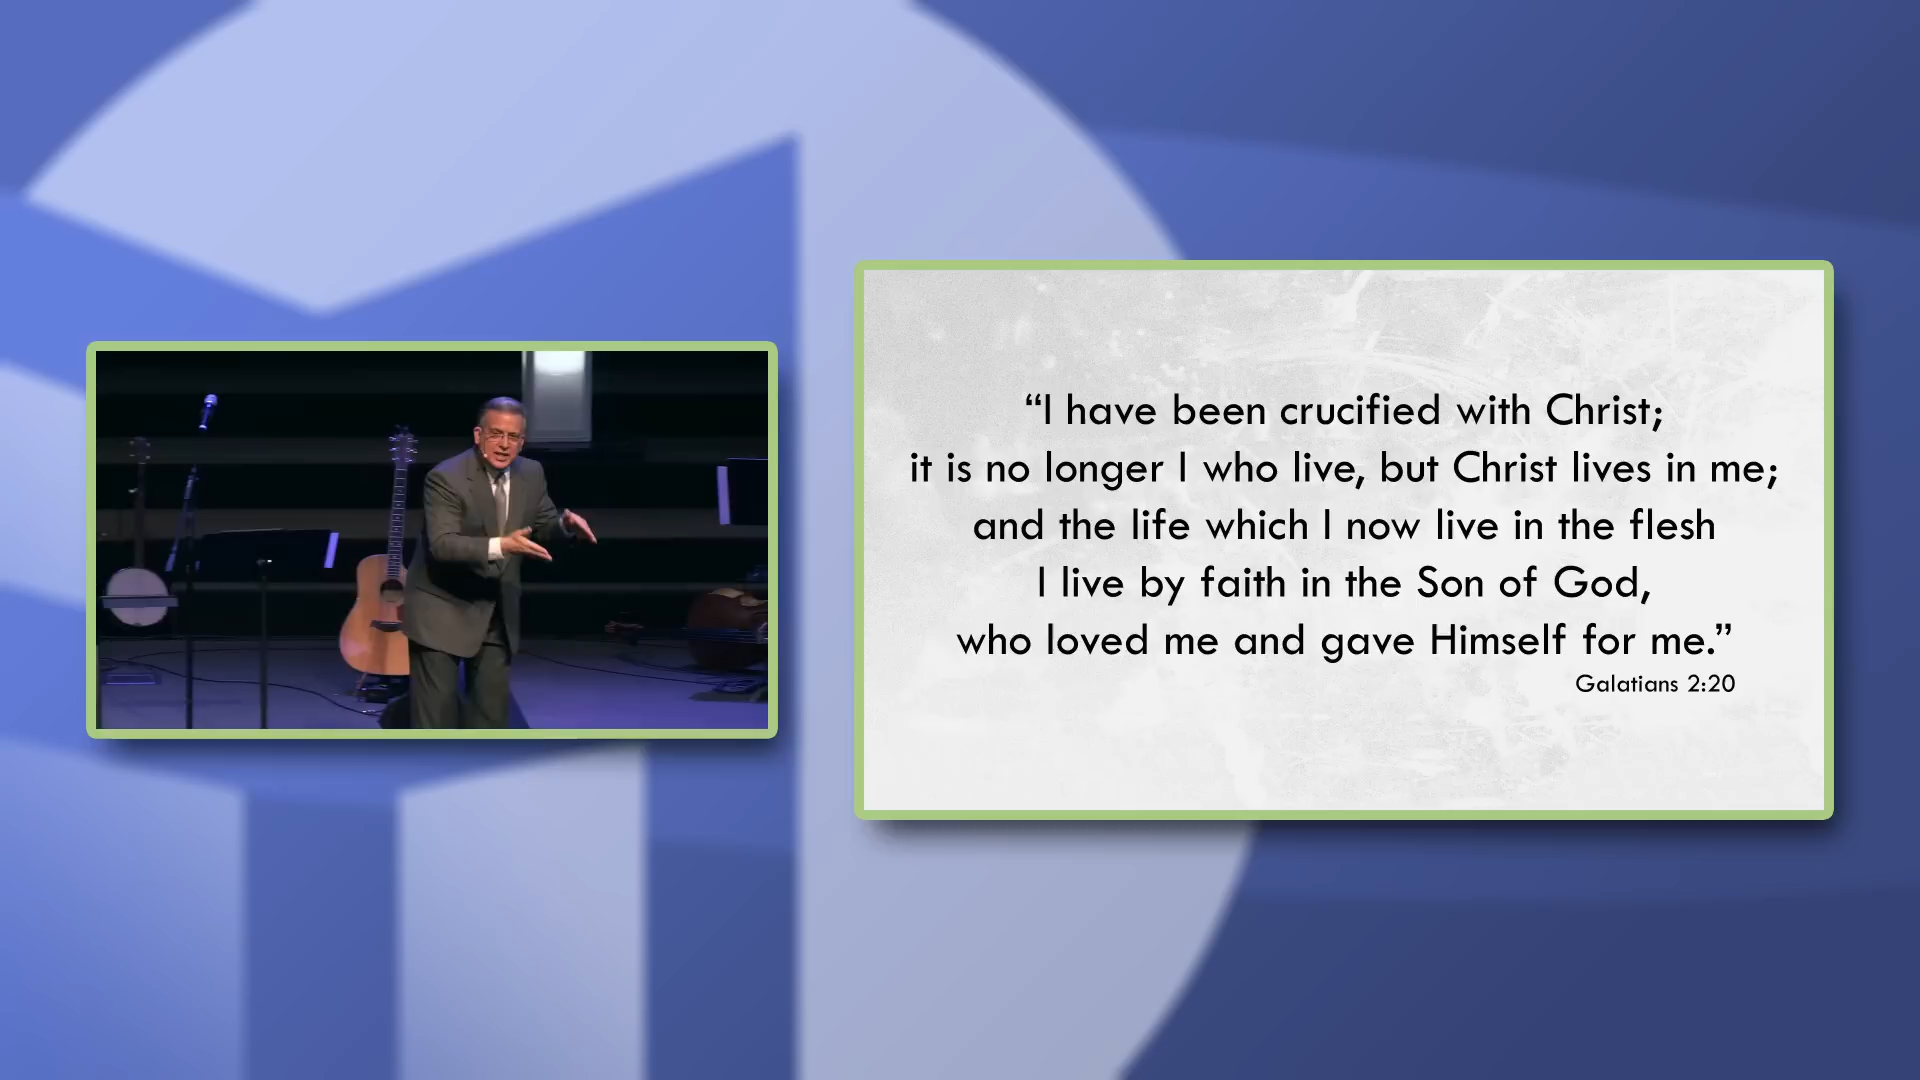 “I have been crucified with Christ;
it is no longer I who live, but Christ lives in me;
and the life which I now live in the flesh
I live by faith in the Son of God,
who loved me and gave Himself for me.”
Galatians 2:20